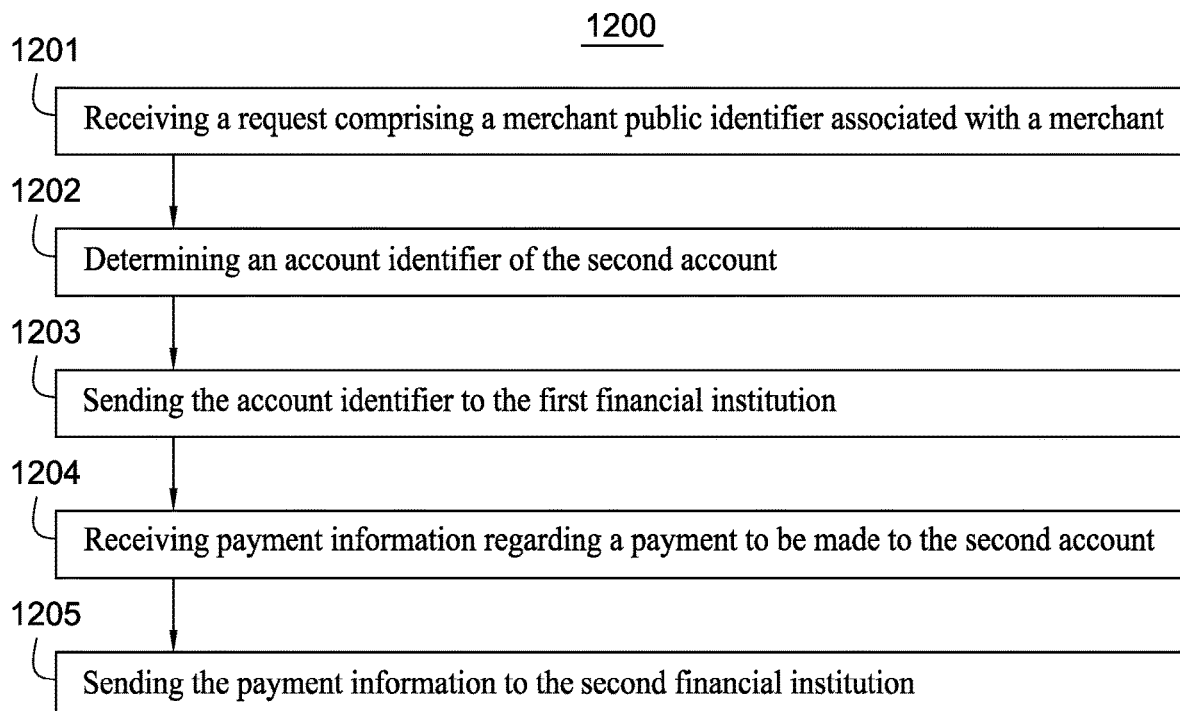 1200
1201
Receiving a request comprising a merchant public identifier associated with a merchant
1202
Determining an account identifier of the second account
1203
Sending the account identifier to the first financial institution
1204
Receiving payment information regarding a payment to be made to the second account
1205
Sending the payment information to the second financial institution